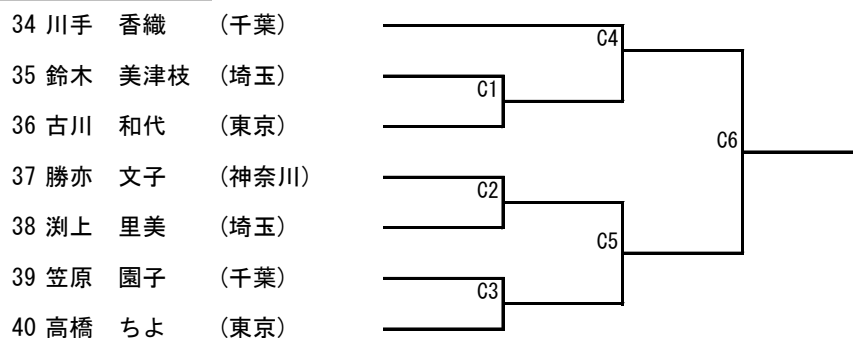 34 川手 香織 (千葉)
C4
35 鈴木 美津枝 (埼玉)
C1
36 古川 和代 (東京)
C6
37 勝亦 文子 (神奈川)
C2
38 渕上 里美 (埼玉)
C5
39 笠原 園子 (千葉)
C3
40 高橋 ちよ (東京)